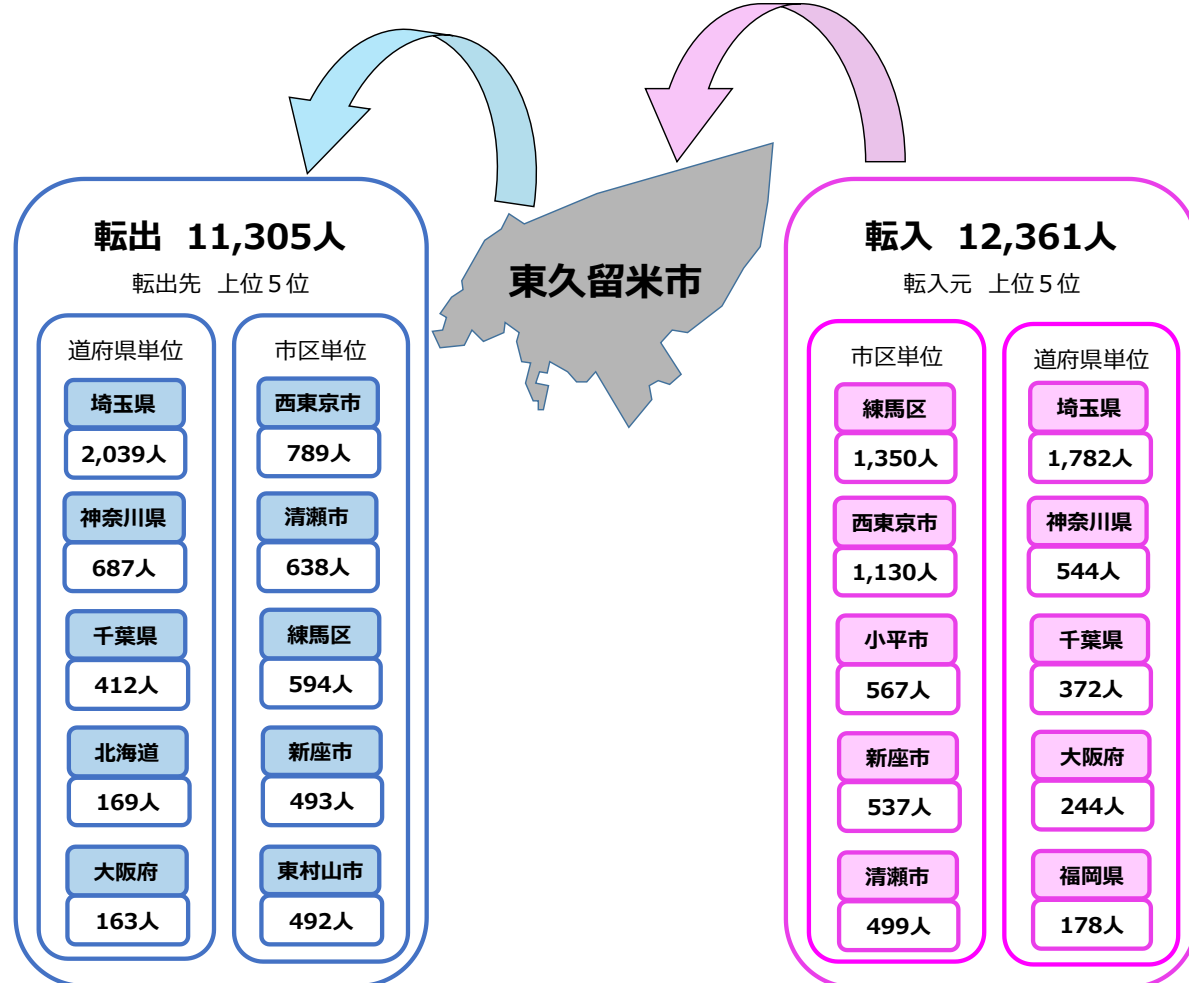 東久留米市
転出 11,305人
転出先 上位５位
道府県単位
埼玉県
2,039人
神奈川県
687人
千葉県
412人
北海道
169人
大阪府
163人
市区単位
西東京市
789人
清瀬市
638人
練馬区
594人
新座市
493人
東村山市
492人
転入 12,361人
転入元 上位５位
市区単位
練馬区
1,350人
西東京市
1,130人
小平市
567人
新座市
537人
清瀬市
499人
道府県単位
埼玉県
1,782人
神奈川県
544人
千葉県
372人
大阪府
244人
福岡県
178人